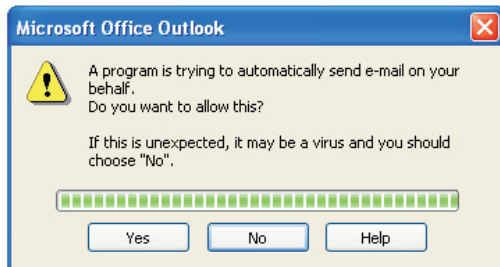 Microsoft Office Outlook
A program is trying to automatically send e-mail on your
behalf.
Do you want to allow this?
If this is unexpected, it may be a virus and you should
choose "No".
Yes No Help